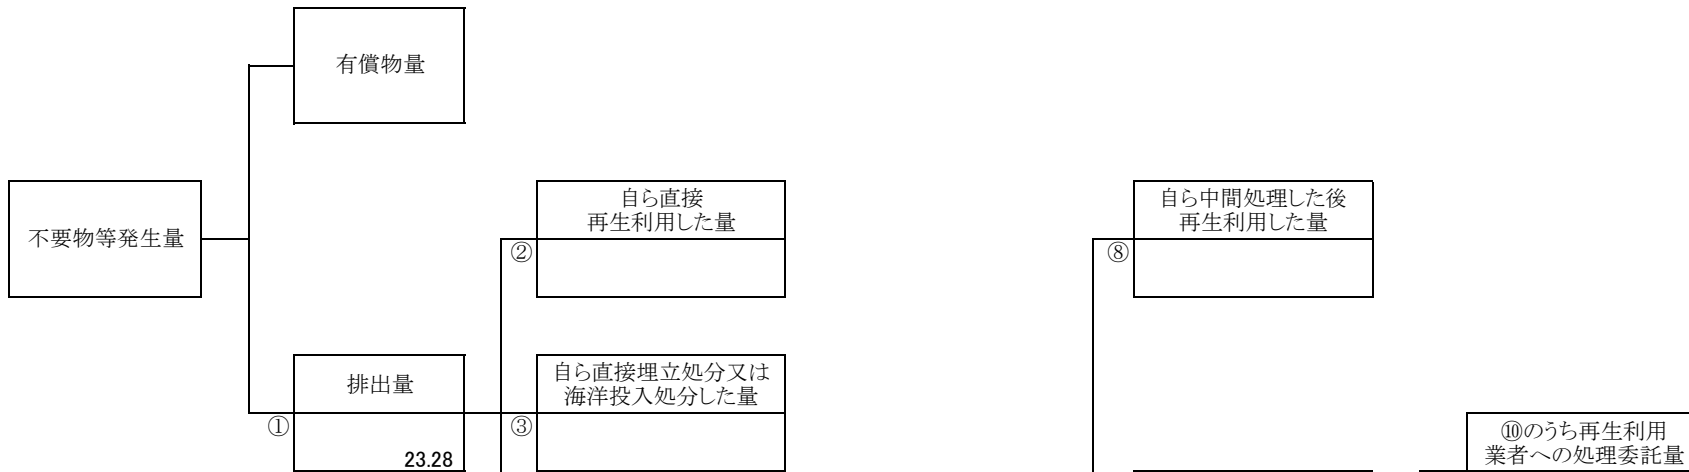 有償物量
不要物等発生量
自ら直接
再生利用した量
②
自ら中間処理した後
再生利用した量
⑧
排出量
①
23.28
自ら直接埋立処分又は
海洋投入処分した量
③
⑩のうち再生利用
業者への処理委託量